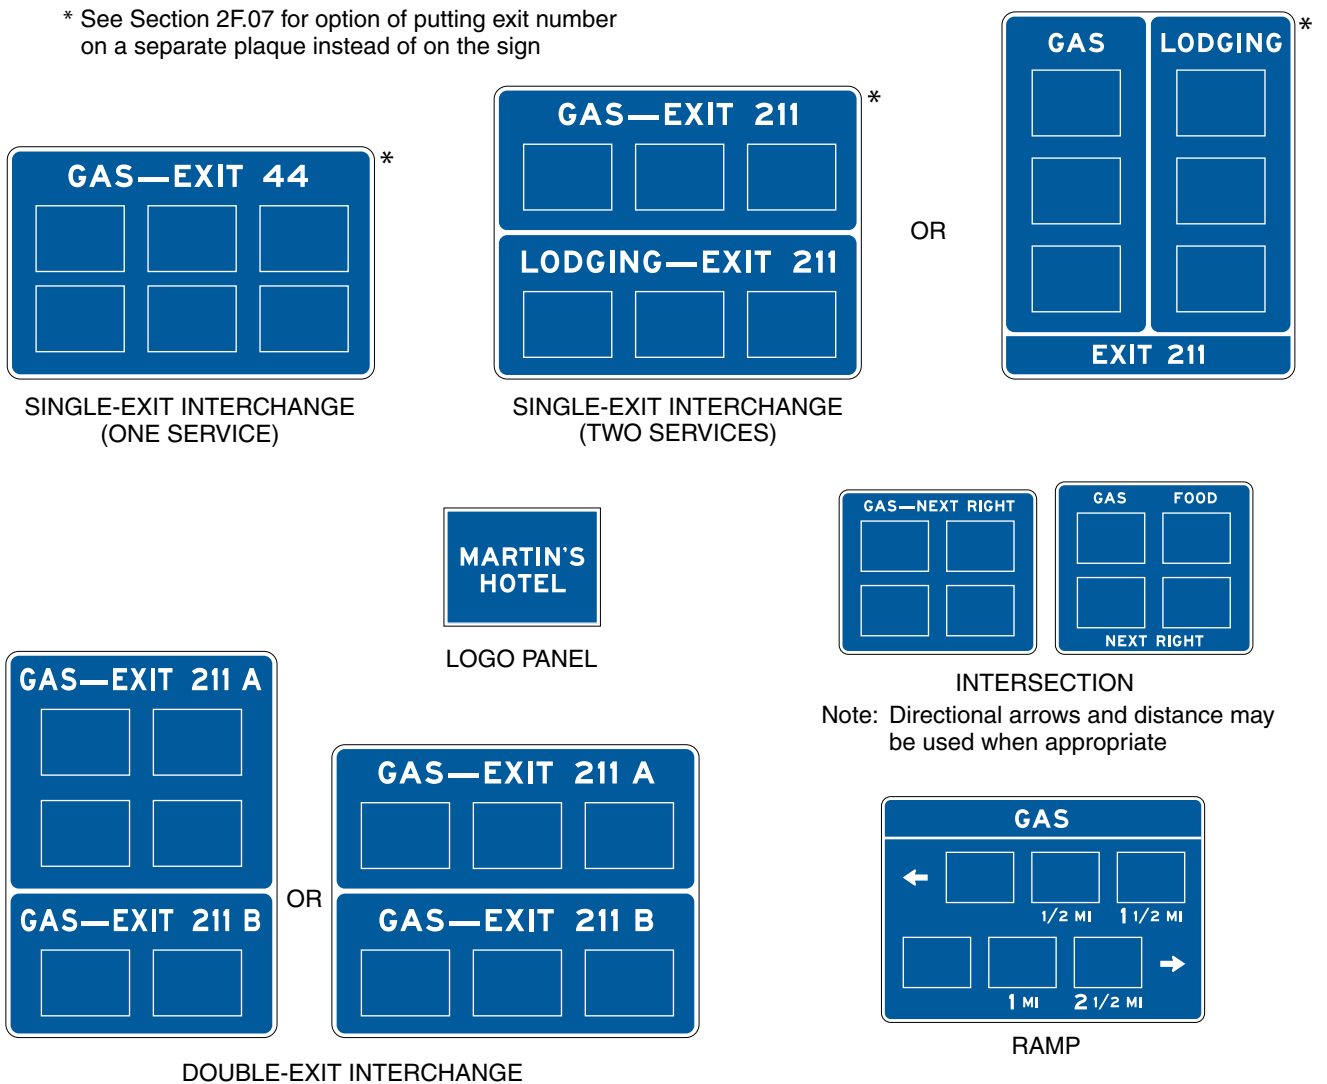 * See Section 2F.07 for option of putting exit number
on a separate plaque instead of on the sign
GAS—EXIT 44
*
SINGLE-EXIT INTERCHANGE
(ONE SERVICE)
GAS—EXIT 211
*
LODGING—EXIT 211
SINGLE-EXIT INTERCHANGE
(TWO SERVICES)
OR
GAS
LODGING
*
EXIT 211
MARTIN'S
HOTEL
LOGO PANEL
GAS—NEXT RIGHT
GAS FOOD
NEXT RIGHT
INTERSECTION
Note: Directional arrows and distance may
be used when appropriate
GAS—EXIT 211 A
GAS—EXIT 211 B
OR
GAS—EXIT 211 A
GAS—EXIT 211 B
DOUBLE-EXIT INTERCHANGE
GAS
1/2 MI 1 1/2 MI
1 MI 2 1/2 MI
RAMP